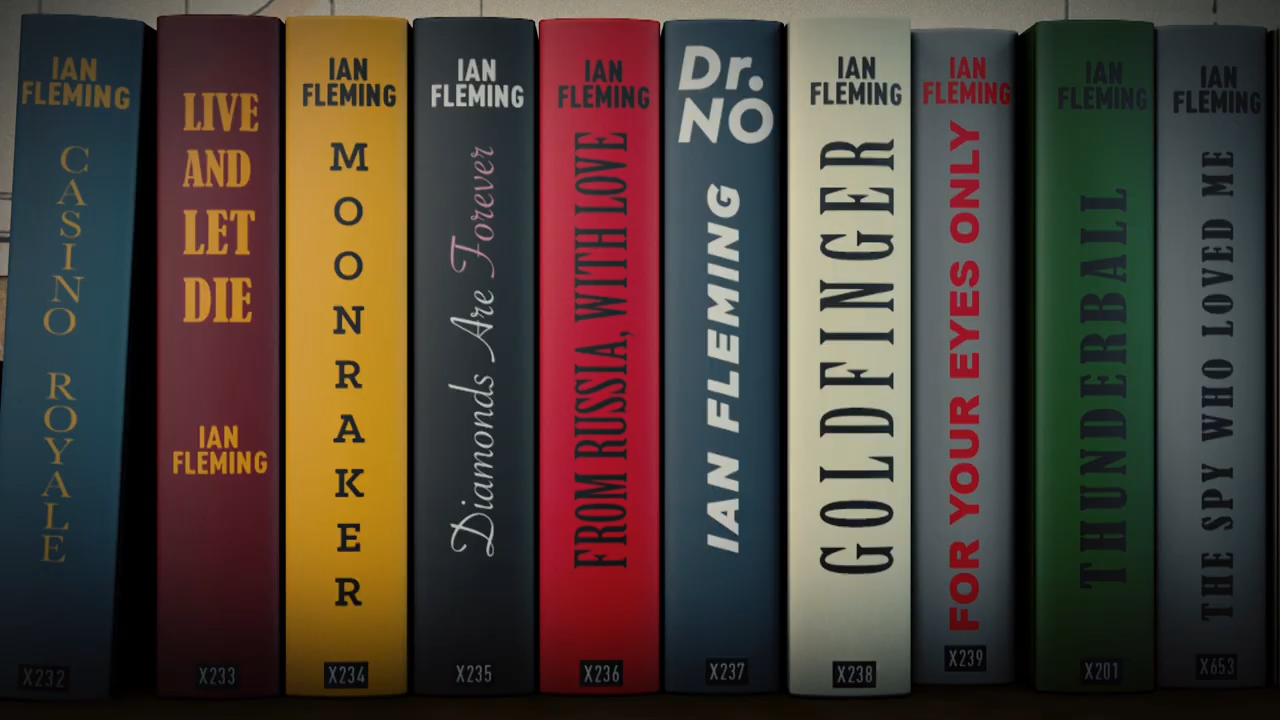 IAN
FLEMING
CASINO ROYALE
X232
LIVE
AND
LET
DIE
IAN
FLEMING
X233
IAN
FLEMING
MOONRAKER
X234
IAN
FLEMING
Diamonds Are Forever
X235
IAN
FLEMING
FROM RUSSIA, WITH LOVE
X236
Dr.
NO
IAN FLEMING
X237
IAN
FLEMING
GOLDFINGER
X238
IAN
FLEMING
FOR YOUR EYES ONLY
X239
IAN
FLEMING
THUNDERBALL
X201
IAN
FLEMING
THE SPY WHO LOVED ME
X653